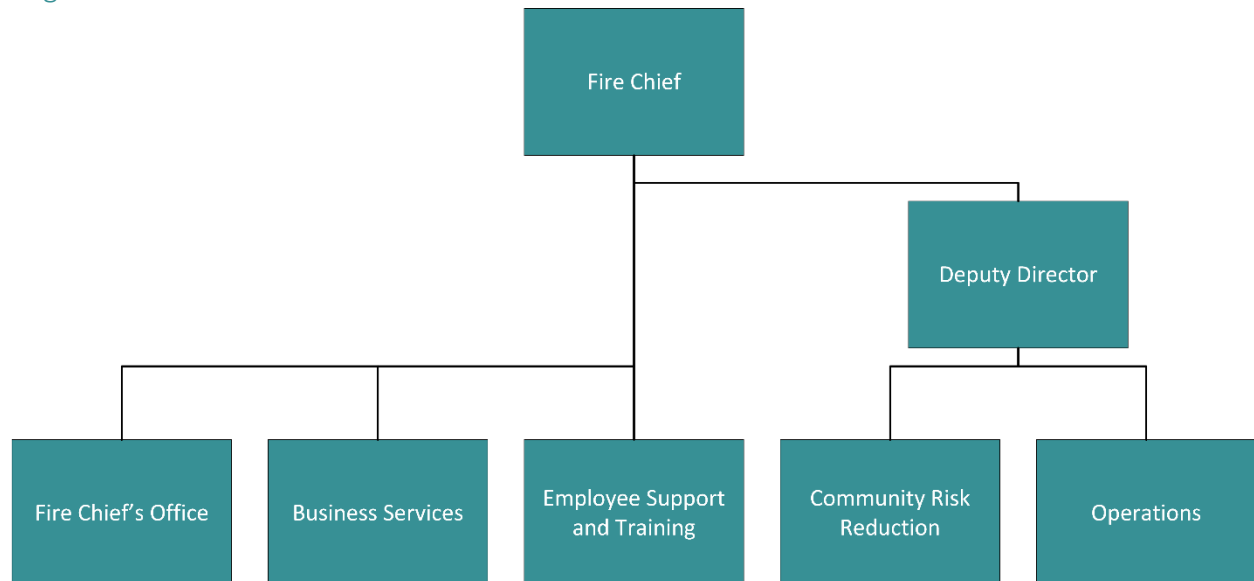 Fire Chief
Deputy Director
Fire Chief’s Office
Business Services
Employee Support
and Training
Community Risk
Reduction
Operations